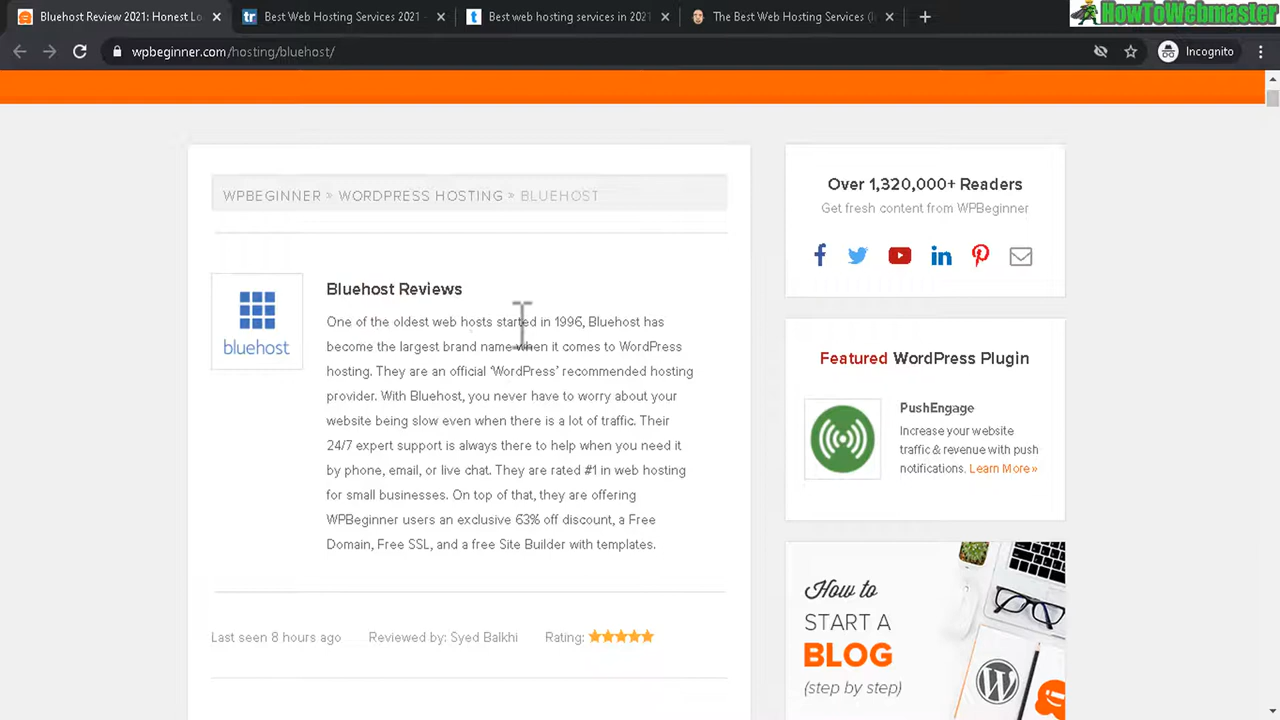 Bluehost Review 2021: Honest Lo
Best Web Hosting Services 2021
Best web hosting services in 2021
The Best Web Hosting Services (
HowToWebmaster
wpbeginner.com/hosting/bluehost/
Incognito
WPBEGINNER » WORDPRESS HOSTING » BLUEHOST
bluehost
Bluehost Reviews
One of the oldest web hosts started in 1996, Bluehost has
become the largest brand name when it comes to WordPress
hosting. They are an official ‘WordPress’ recommended hosting
provider. With Bluehost, you never have to worry about your
website being slow even when there is a lot of traffic. Their
24/7 expert support is always there to help when you need it
by phone, email, or live chat. They are rated #1 in web hosting
for small businesses. On top of that, they are offering
WPBeginner users an exclusive 63% off discount, a Free
Domain, Free SSL, and a free Site Builder with templates.
Last seen 8 hours ago Reviewed by: Syed Balkhi Rating:
Over 1,320,000+ Readers
Get fresh content from WPBeginner
Featured WordPress Plugin
PushEngage
Increase your website
traffic & revenue with push
notifications. Learn More»
How to
START A
BLOG
(step by step)